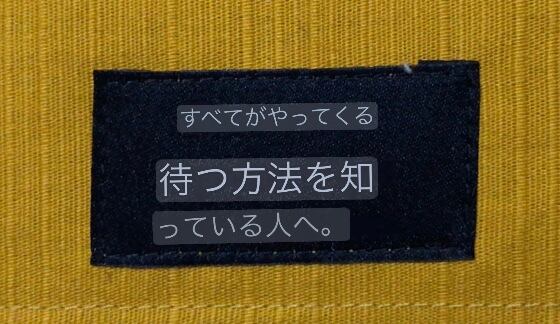 すべてがやってくる
待つ方法を知
っている人へ。